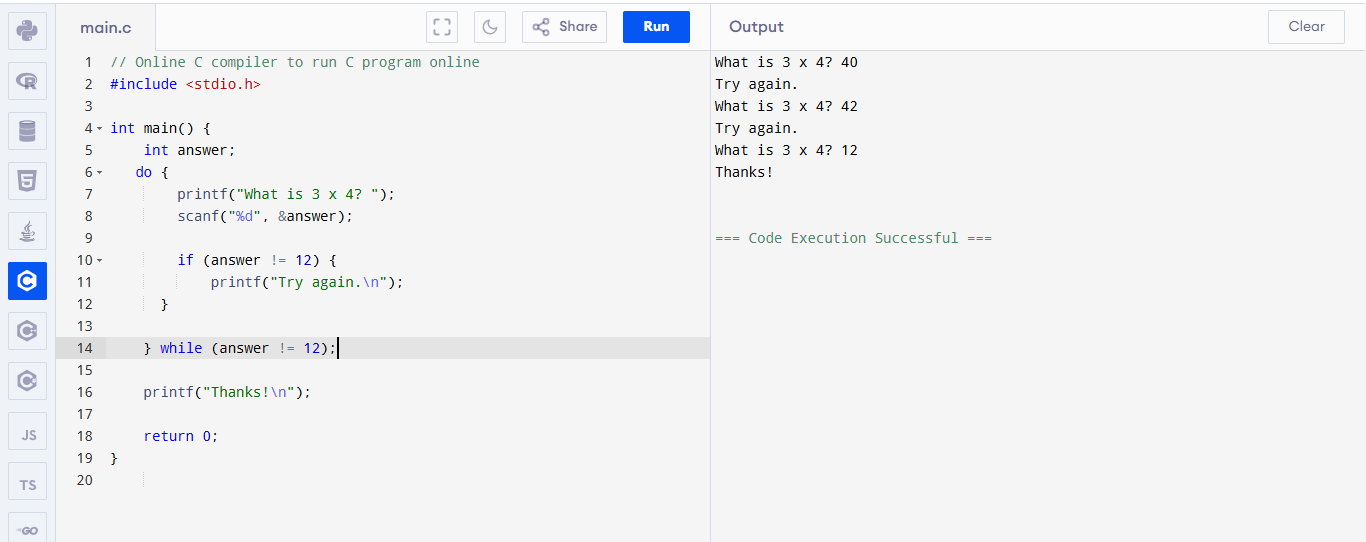 main.c
Share
Run
Output
Clear
1 // Online C compiler to run C program online
2 #include <stdio.h>
3
4 int main() {
5     int answer;
6    do {
7         printf("What is 3 x 4? ");
8         scanf("%d", &answer);
9
10         if (answer != 12) {
11             printf("Try again.\n");
12       }
13
14     } while (answer != 12);
15
16     printf("Thanks!\n");
17
18     return 0;
19 }
20
What is 3 x 4? 40
Try again.
What is 3 x 4? 42
Try again.
What is 3 x 4? 12
Thanks!
=== Code Execution Successful ===
R
5
C
C
C
JS
TS
GO